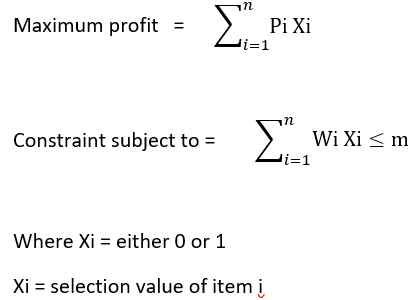 Maximum profit = ∑ⁿᵢ₌₁ Pi Xi
Constraint subject to = ∑ⁿᵢ₌₁ Wi Xi ≤ m
Where Xi = either 0 or 1
Xi = selection value of item i